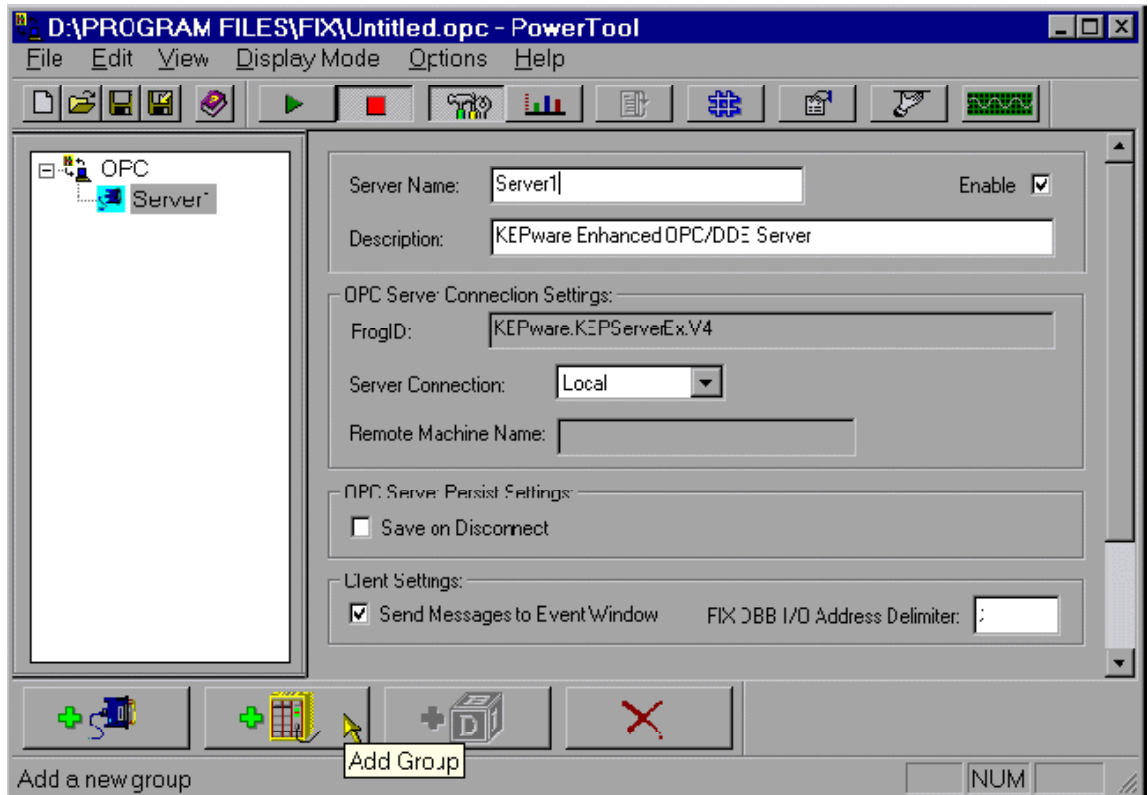 D:\PROGRAM FILES\FIX\Untitled.opc - PowerTool
File Edit View Display Mode Options Help
OPC
Server1
Server Name: Server1 Enable
Description: KEPware Enhanced OPC/DDE Server
OPC Server Connection Settings:
FrogID: KEPware.KEPServerEx.V4
Server Connection: Local
Remote Machine Name:
OPC Server Persist Settings:
Save on Disconnect
Client Settings:
Send Messages to Event Window FIX DBB I/O Address Delimiter: ;
Add Group
Add a new group NUM